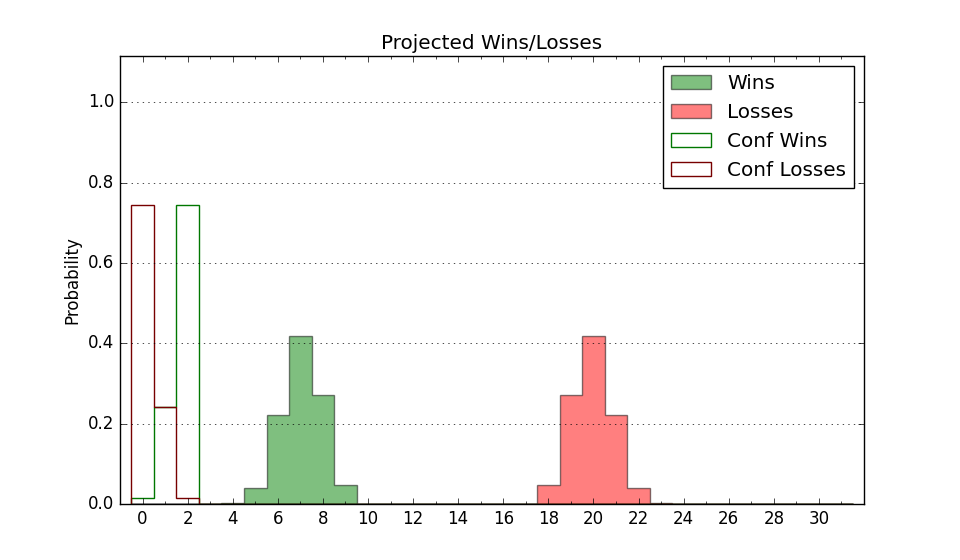 Projected Wins/Losses
Wins
Losses
Conf Wins
Conf Losses
Probability
1.0
0.8
0.6
0.4
0.2
0.0
0 2 4 6 8 10 12 14 16 18 20 22 24 26 28 30